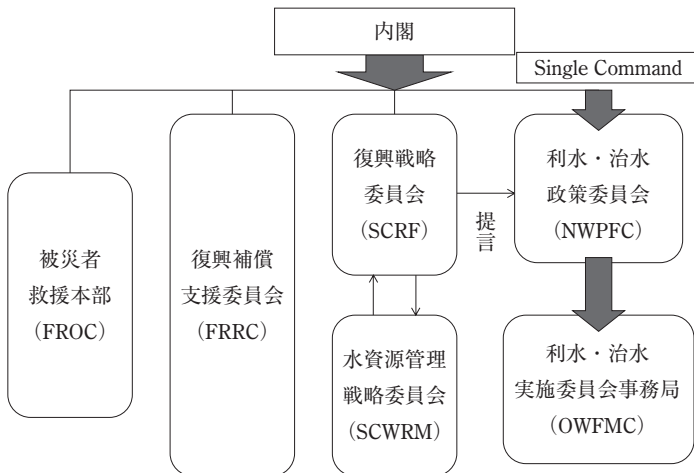 内閣
Single Command
被災者
救援本部
(FROC)
復興補償
支援委員会
(FRRC)
復興戦略
委員会
(SCRF)
提言
利水・治水
政策委員会
(NWPFC)
水資源管理
戦略委員会
(SCWRM)
利水・治水
実施委員会事務局
(OWFMC)